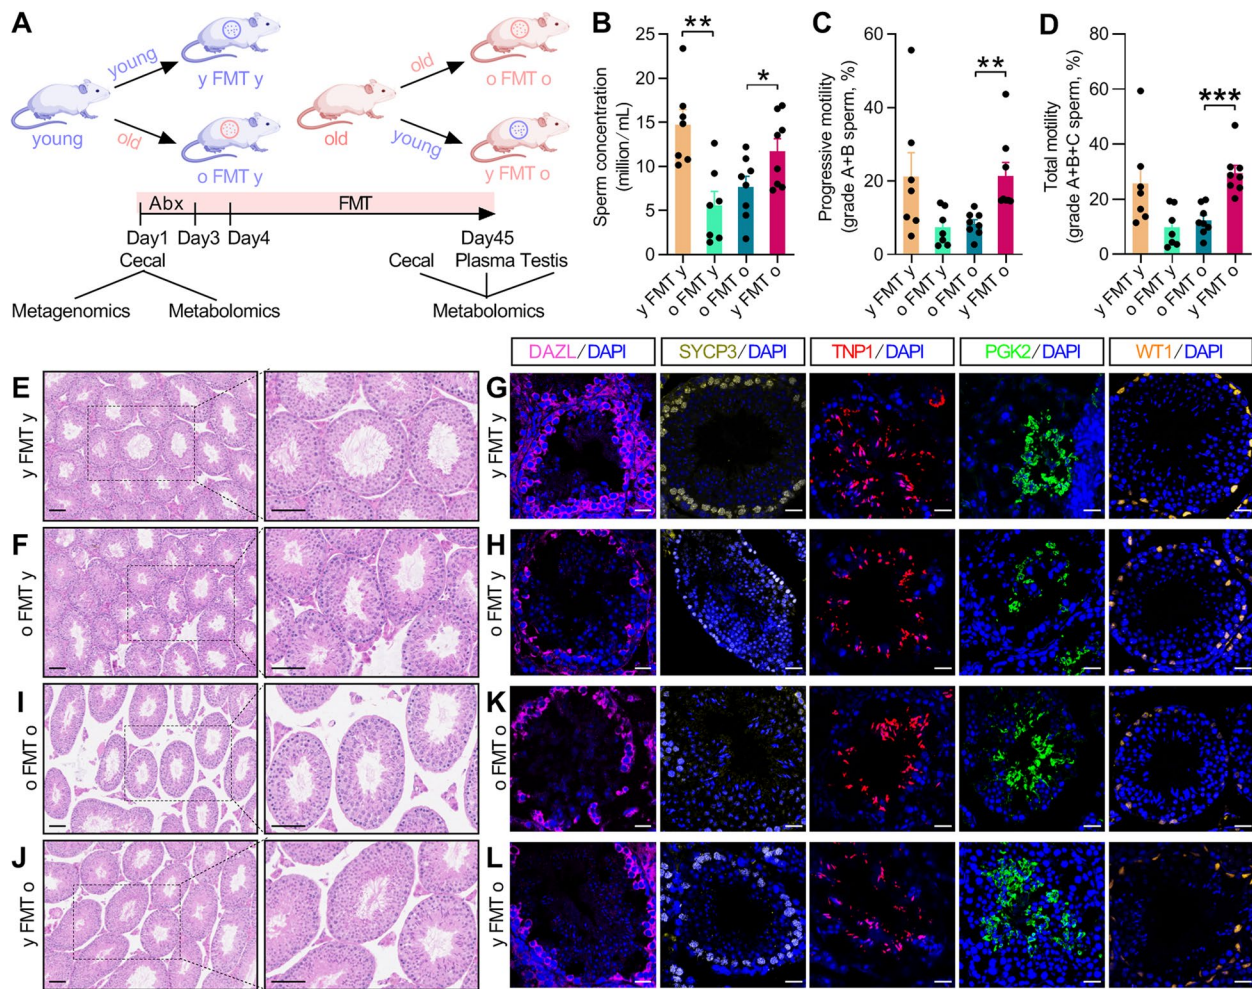 A
young
y FMT y
young
old
o FMT y
old
old
o FMT o
young
y FMT o
Abx
FMT
Day1
Day3
Day4
Day45
Cecal
Metagenomics
Metabolomics
Cecal
Plasma
Testis
Metabolomics
B
Sperm concentration
(million/mL)
25
20
15
10
5
0
**
*
y FMT y
o FMT y
o FMT o
y FMT o
C
Progressive motility
(grade A+B sperm, %)
60
40
20
0
**
y FMT y
o FMT y
o FMT o
y FMT o
D
Total motility
(grade A+B+C sperm, %)
80
60
40
20
0
***
y FMT y
o FMT y
o FMT o
y FMT o
DAZL/DAPI
SYCP3/DAPI
TNP1/DAPI
PGK2/DAPI
WT1/DAPI
E
y FMT y
G
y FMT y
F
o FMT y
H
o FMT y
I
o FMT o
K
o FMT o
J
y FMT o
L
y FMT o